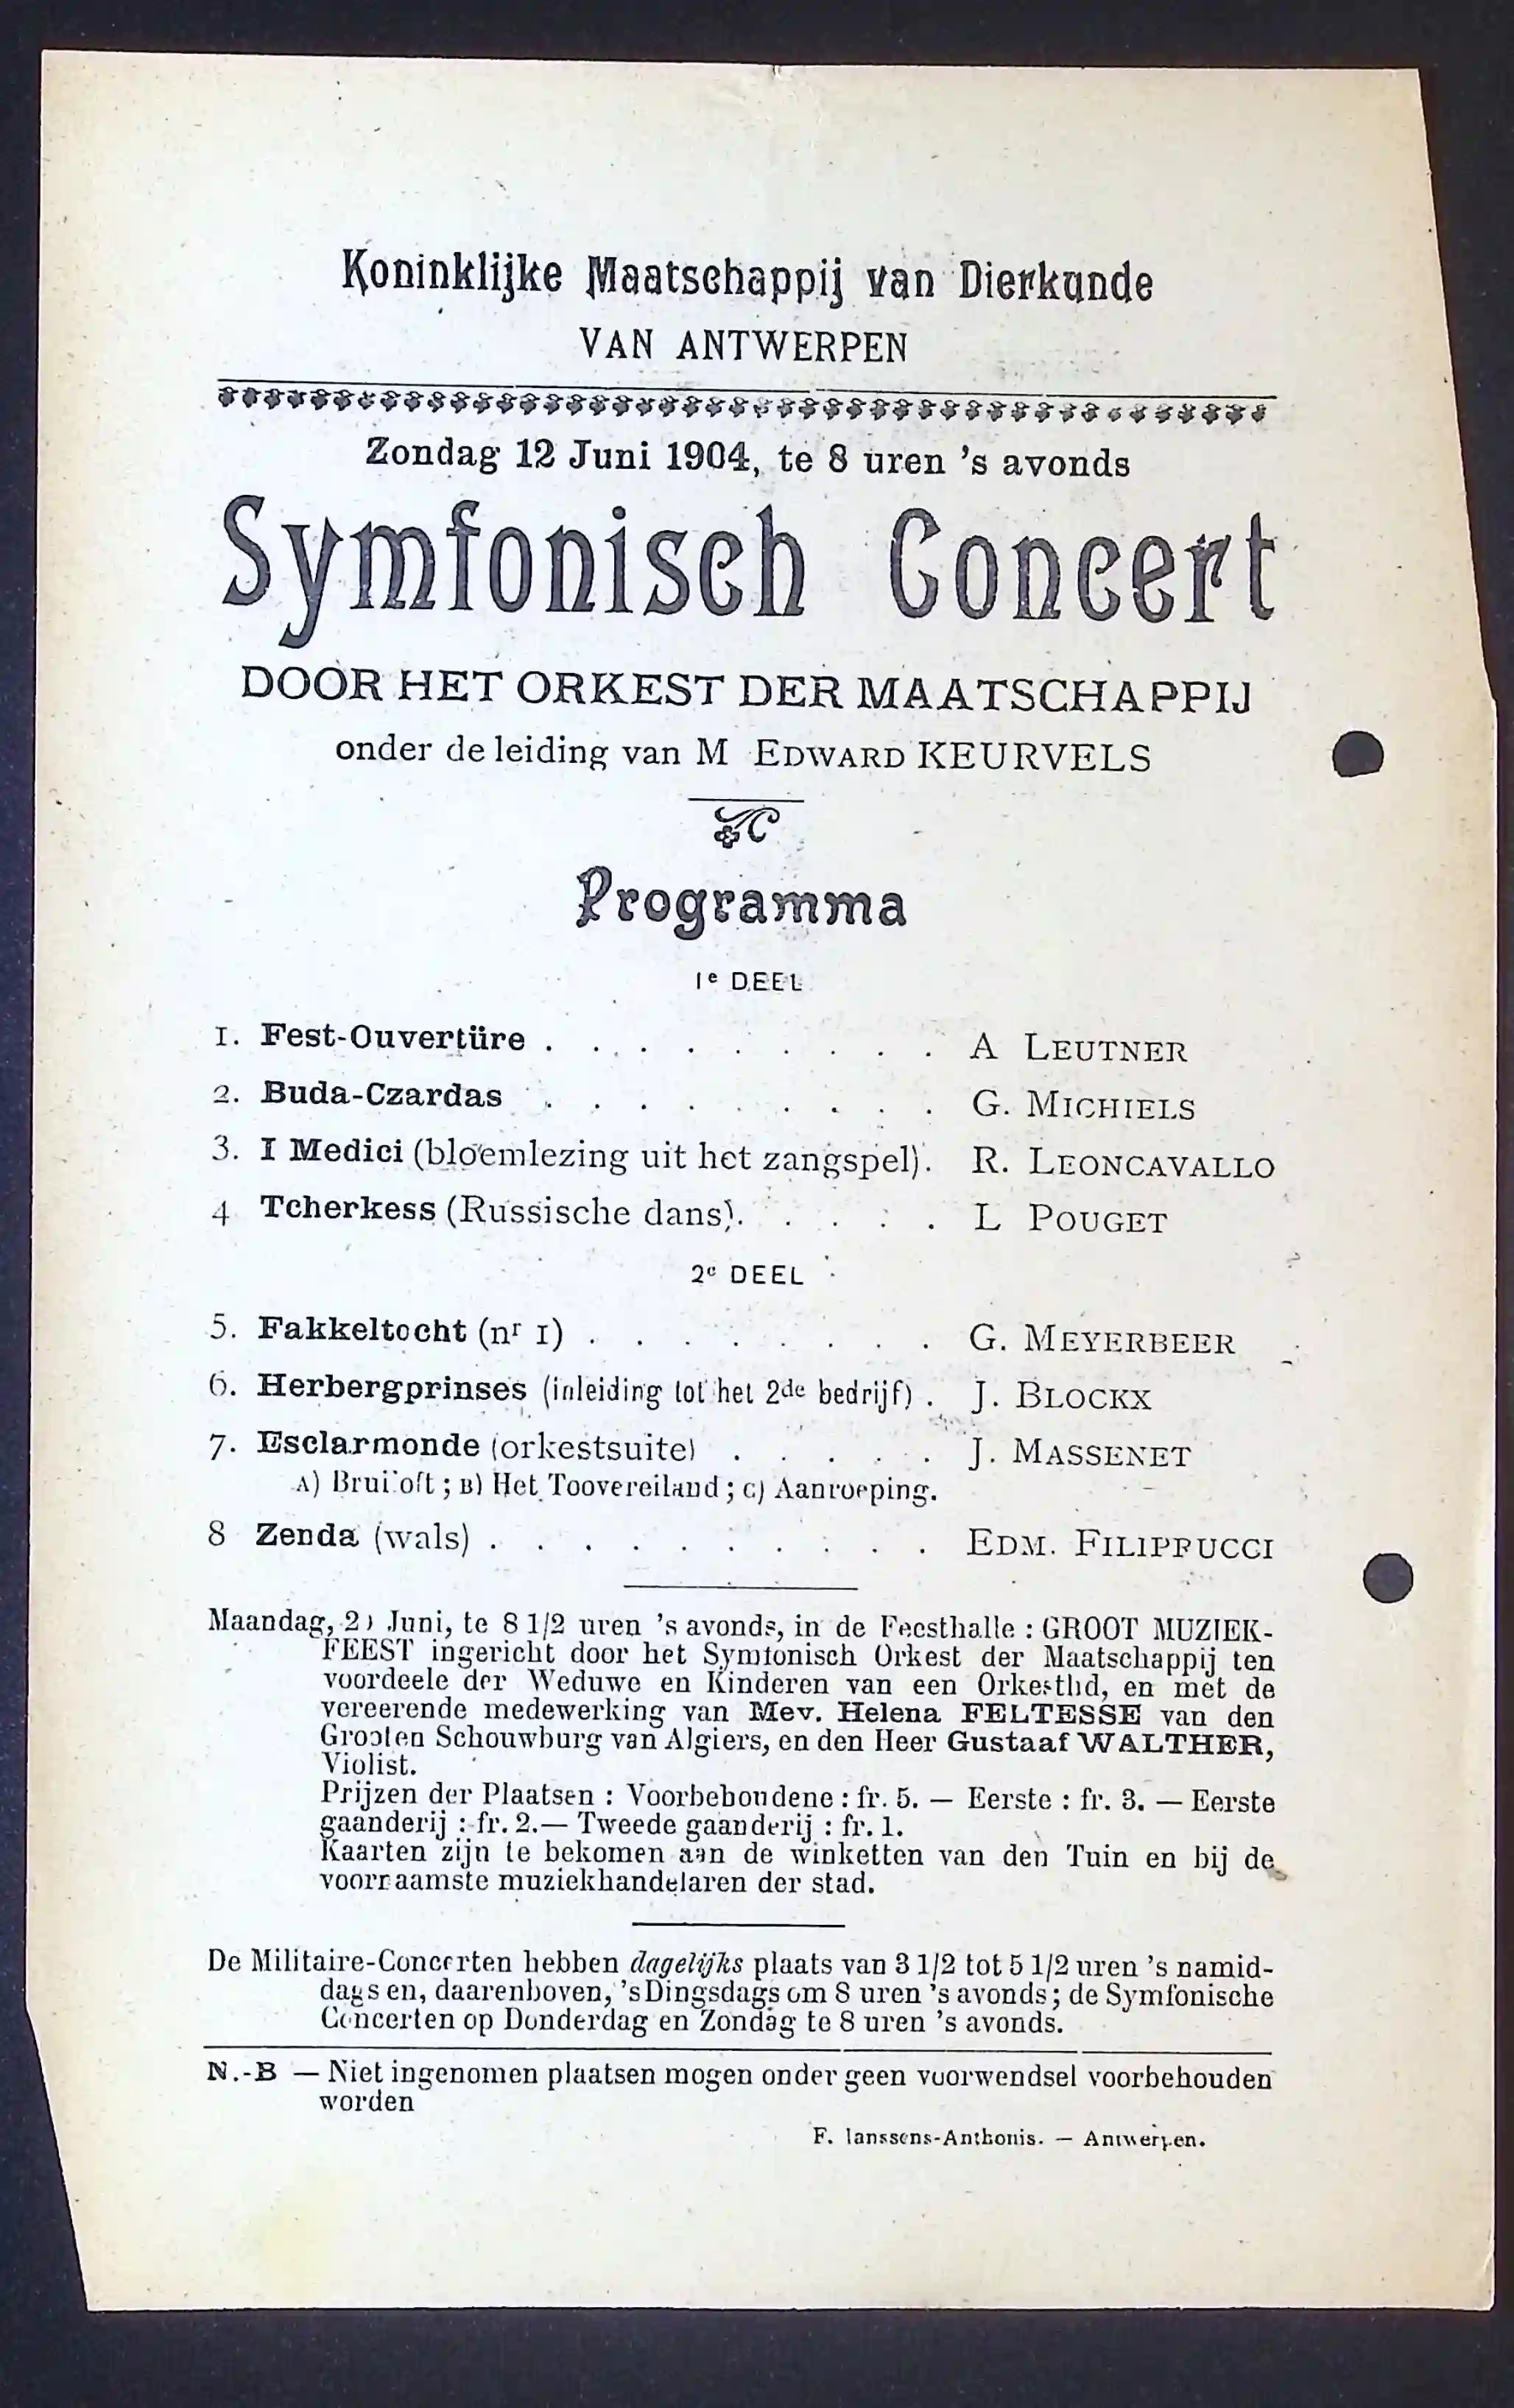 Koninklijke Maatschappij van Dierkunde
VAN ANTWERPEN
Zondag 12 Juni 1904, te 8 uren 's avonds
Symfonisch Concert
DOOR HET ORKEST DER MAATSCHAPPIJ
onder de leiding van M EDWARD KEURVELS
Programma
1e DEEL
1. Fest-Ouvertüre . . . . . . . . . A LEUTNER
2. Buda-Czardas . . . . . . . . . G. MICHIELS
3. I Medici (bloemlezing uit het zangspel). R. LEONCAVALLO
4 Tcherkess (Russische dans). . . . . L POUGET
2e DEEL
5. Fakkeltocht (nr 1) . . . . . . . . G. MEYERBEER
6. Herbergprinses (inleiding tot het 2de bedrijf) . J. BLOCKX
7. Esclarmonde (orkestsuite) . . . . . J. MASSENET
A) Bruiloft ; B) Het Toovereiland ; C) Aanroeping.
8 Zenda (wals) . . . . . . . . . . EDM. FILIPPUCCI
Maandag, Juni, te 8 1/2 uren 's avonds, in de Feesthalle : GROOT MUZIEK-
FEEST ingericht door het Symfonisch Orkest der Maatschappij ten
voordeele der Weduwe en Kinderen van een Orkestlid, en met de
vereerende medewerking van Mev. Helena FELTESSE van den
Grooten Schouwburg van Algiers, en den Heer Gustaaf WALTHER,
Violist.
Prijzen der Plaatsen : Voorbehoudene : fr. 5. — Eerste : fr. 3. — Eerste
gaanderij : fr. 2.— Tweede gaanderij : fr. 1.
Kaarten zijn te bekomen aan de winketten van den Tuin en bij de
voornaamste muziekhandelaren der stad.
De Militaire-Concerten hebben dagelijks plaats van 3 1/2 tot 5 1/2 uren 's namid-
dags en, daarenboven, 's Dingsdags om 8 uren 's avonds ; de Symfonische
Concerten op Donderdag en Zondag te 8 uren 's avonds.
N.-B — Niet ingenomen plaatsen mogen onder geen voorwendsel voorbehouden
worden
F. Janssens-Anthonis. — Antwerpen.